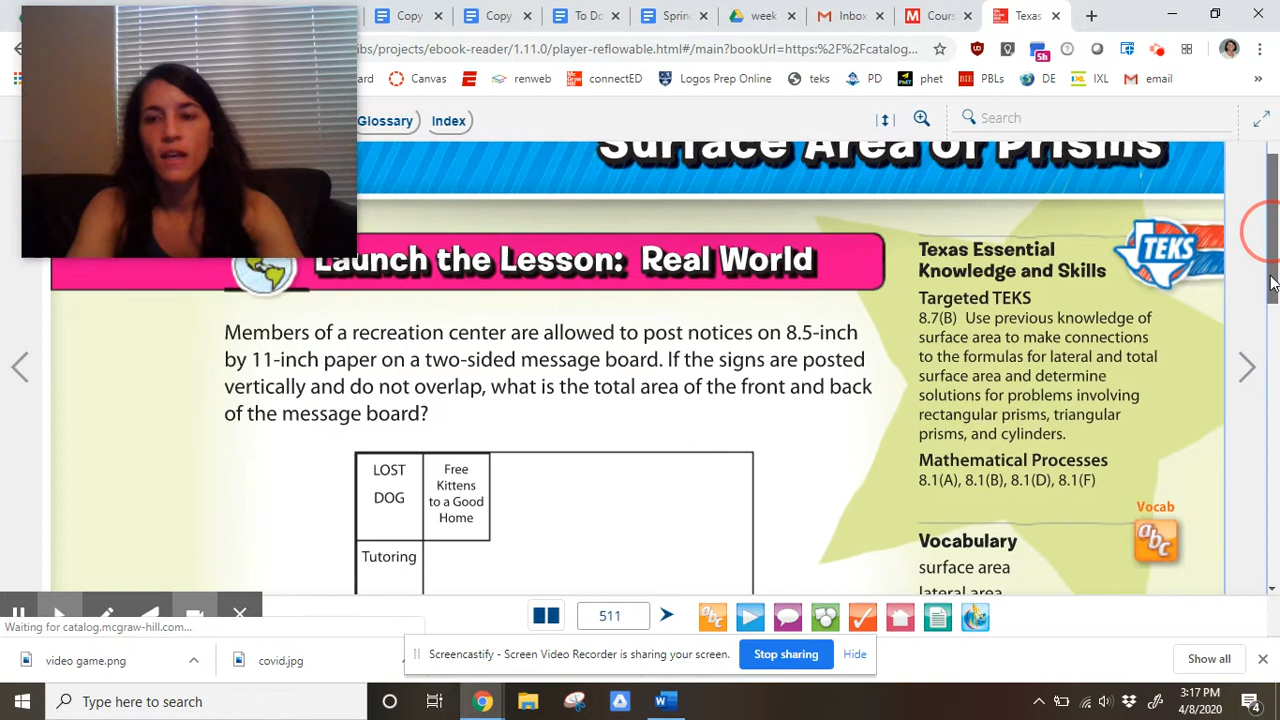 Copy
Copy
To Do
Sprin
week
Inbox
Cours
Texas
ibs/projects/ebook-reader/1.11.0/player-reflowable.html#/main?bookUrl=https:%2F%2Fcatalog...
5h
ard Canvas renweb connectED Logos Prep Online teks PD phet PBLs DE IXL email
Glossary Index Search
Surface Area of Prisms
Launch the Lesson: Real World
Members of a recreation center are allowed to post notices on 8.5-inch
by 11-inch paper on a two-sided message board. If the signs are posted
vertically and do not overlap, what is the total area of the front and back
of the message board?
LOST
DOG
Free
Kittens
to a Good
Home
Tutoring
TEKS
Texas Essential
Knowledge and Skills
Targeted TEKS
8.7(B) Use previous knowledge of
surface area to make connections
to the formulas for lateral and total
surface area and determine
solutions for problems involving
rectangular prisms, triangular
prisms, and cylinders.
Mathematical Processes
8.1(A), 8.1(B), 8.1(D), 8.1(F)
Vocab
abc
Vocabulary
surface area
lateral area
511
abc
Waiting for catalog.mcgraw-hill.com...
Screencastify - Screen Video Recorder is sharing your screen. Stop sharing Hide
video game.png covid.jpg Show all
Type here to search
3:17 PM
4/8/2020
4